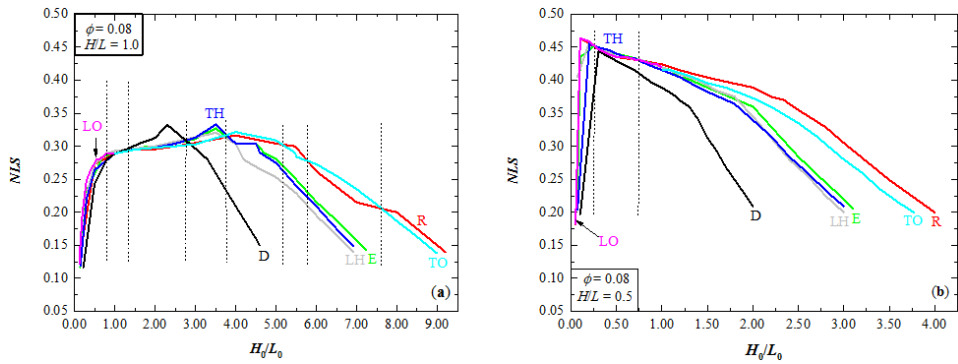 ϕ = 0.08
H/L = 1.0
LO
TH
D
LH
E
TO
R
(a)
NLS
0.50
0.45
0.40
0.35
0.30
0.25
0.20
0.15
0.10
0.05
0.00 1.00 2.00 3.00 4.00 5.00 6.00 7.00 8.00 9.00
H₀/L₀
TH
LO
D
LH
E
TO
R
(b)
ϕ = 0.08
H/L = 0.5
NLS
0.50
0.45
0.40
0.35
0.30
0.25
0.20
0.15
0.10
0.05
0.00 0.50 1.00 1.50 2.00 2.50 3.00 3.50 4.00
H₀/L₀